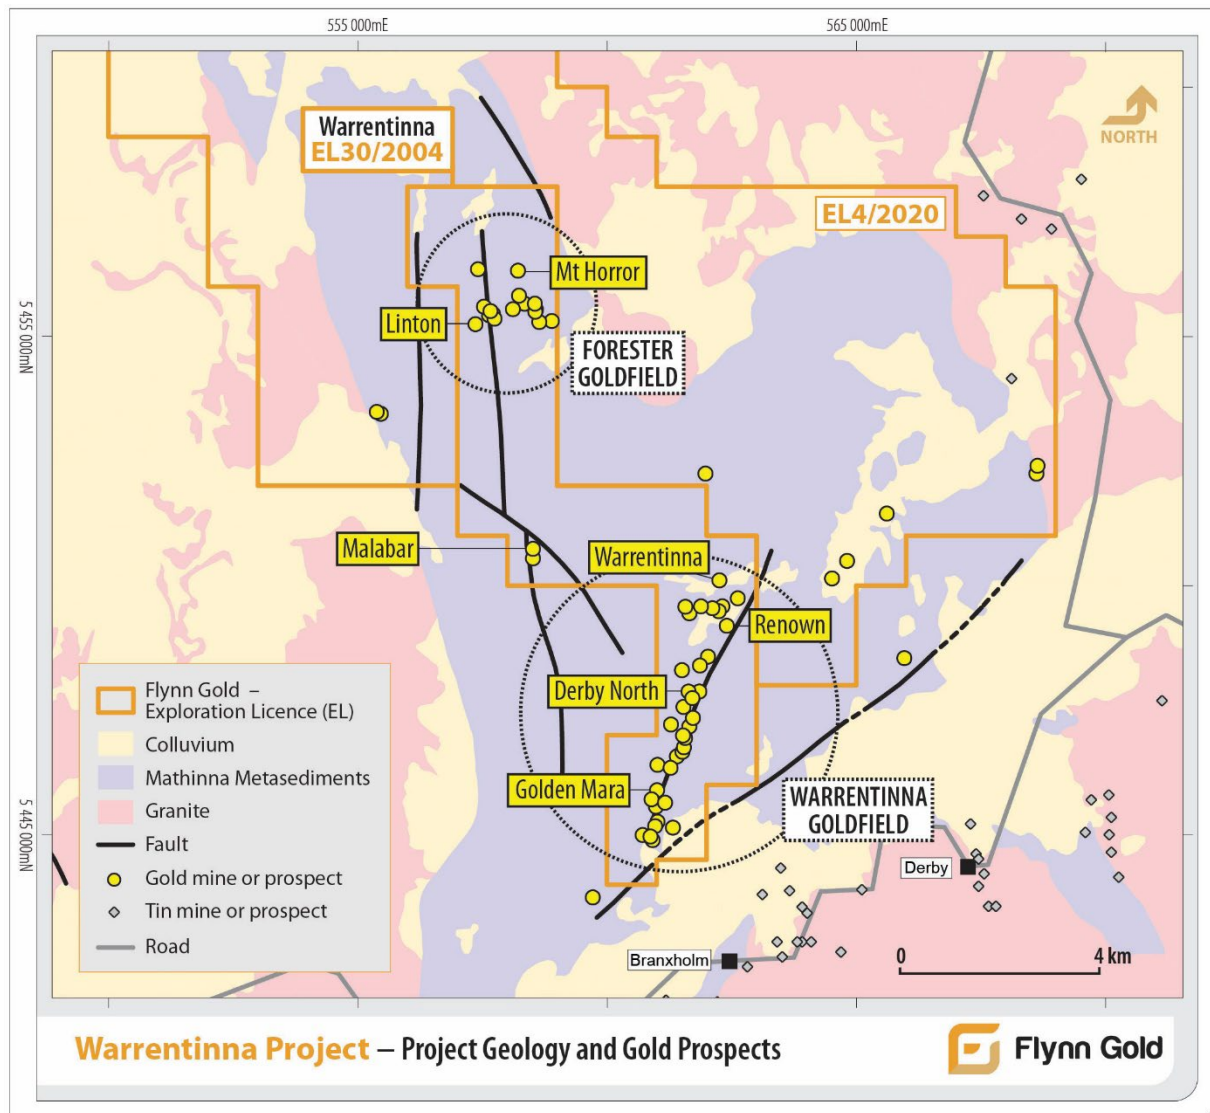 555 000mE
565 000mE
NORTH
Warrentinna
EL30/2004
EL4/2020
Mt Horror
5 455 000mN
Linton
FORESTER
GOLDFIELD
Malabar
Warrentinna
Renown
Derby North
Golden Mara
WARRENTINNA
GOLDFIELD
5 445 000mN
Flynn Gold –
Exploration Licence (EL)
Colluvium
Mathinna Metasediments
Granite
Fault
Gold mine or prospect
Tin mine or prospect
Road
Derby
Branxholm
0
4 km
Warrentinna Project – Project Geology and Gold Prospects
Flynn Gold